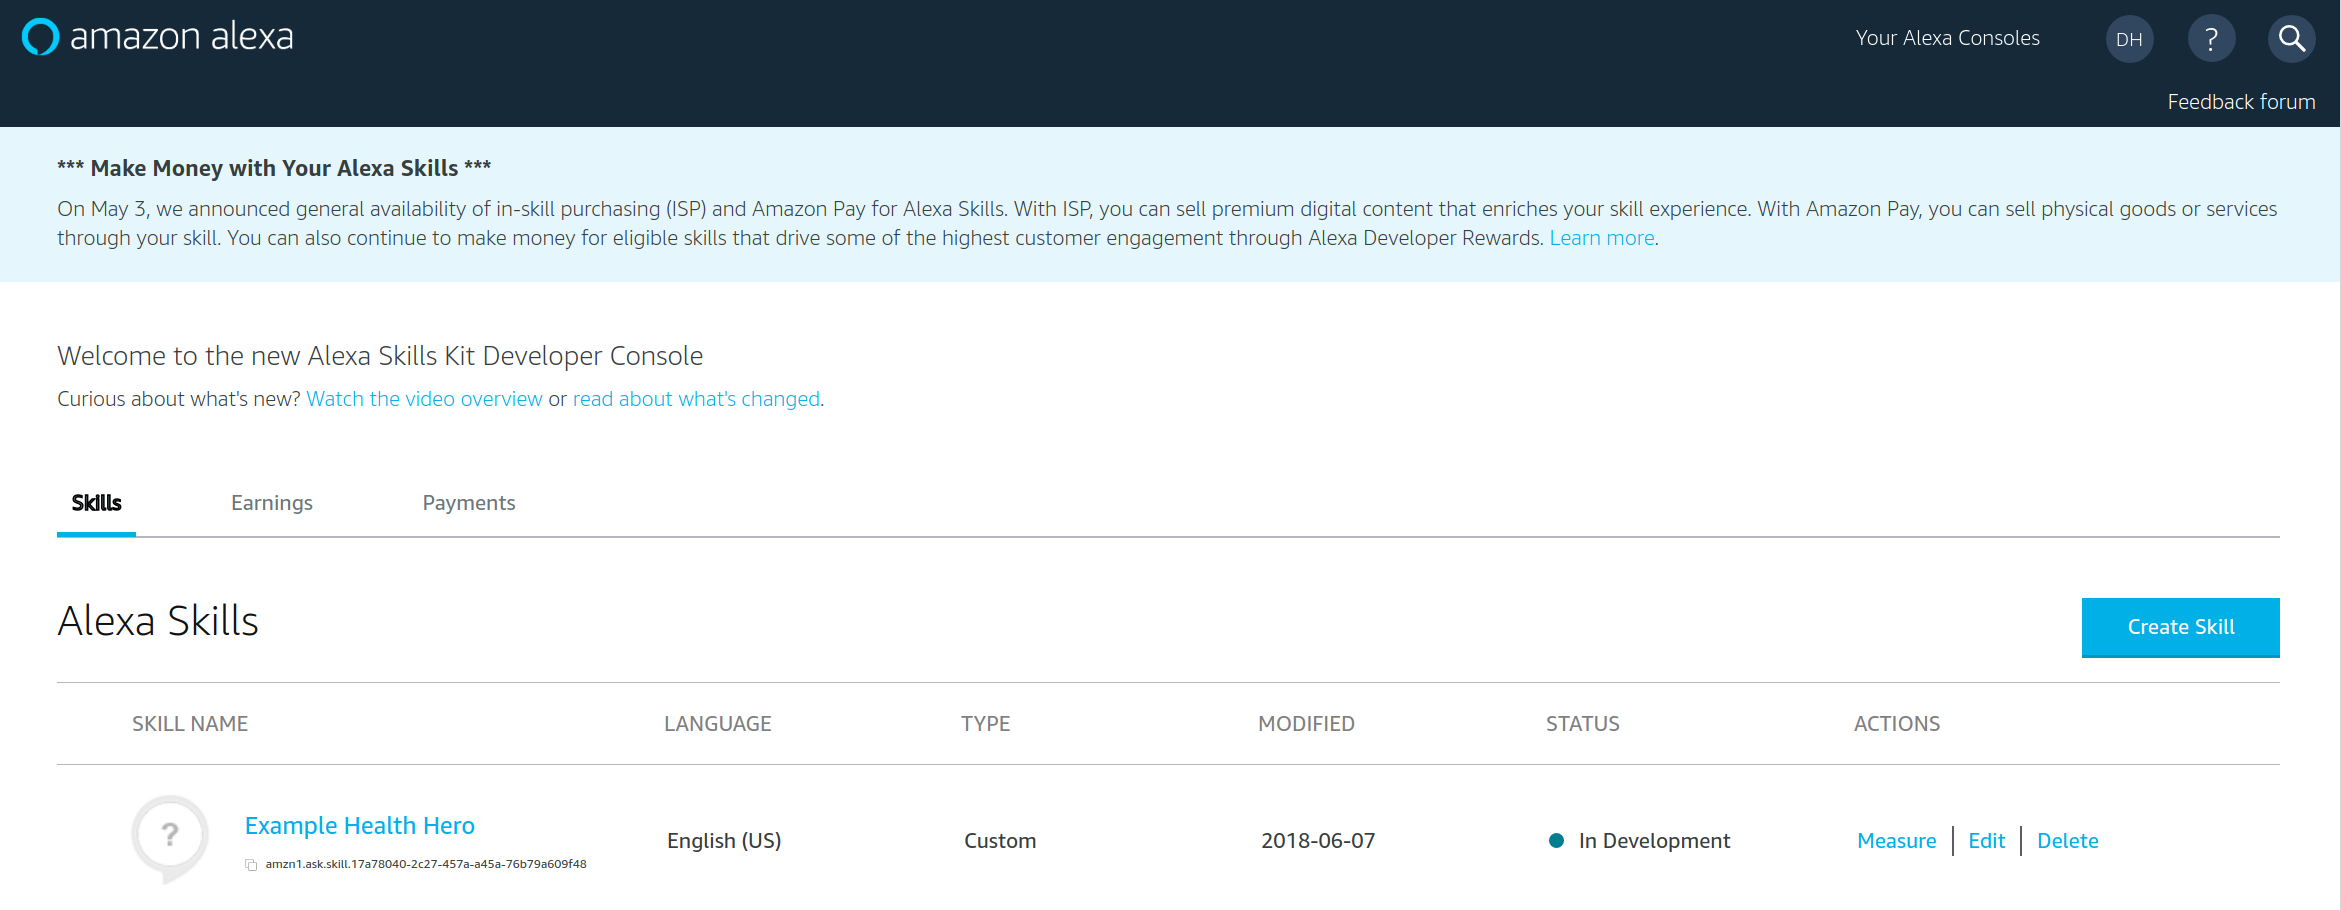 amazon alexa
Your Alexa Consoles
DH
?
Feedback forum
*** Make Money with Your Alexa Skills ***
On May 3, we announced general availability of in-skill purchasing (ISP) and Amazon Pay for Alexa Skills. With ISP, you can sell premium digital content that enriches your skill experience. With Amazon Pay, you can sell physical goods or services
through your skill. You can also continue to make money for eligible skills that drive some of the highest customer engagement through Alexa Developer Rewards. Learn more.
Welcome to the new Alexa Skills Kit Developer Console
Curious about what's new? Watch the video overview or read about what's changed.
Skills Earnings Payments
Alexa Skills
Create Skill
SKILL NAME LANGUAGE TYPE MODIFIED STATUS ACTIONS
?
Example Health Hero
English (US) Custom 2018-06-07 In Development Measure Edit Delete
amzn1.ask.skill.17a78040-2c27-457a-a45a-76b79a609f48